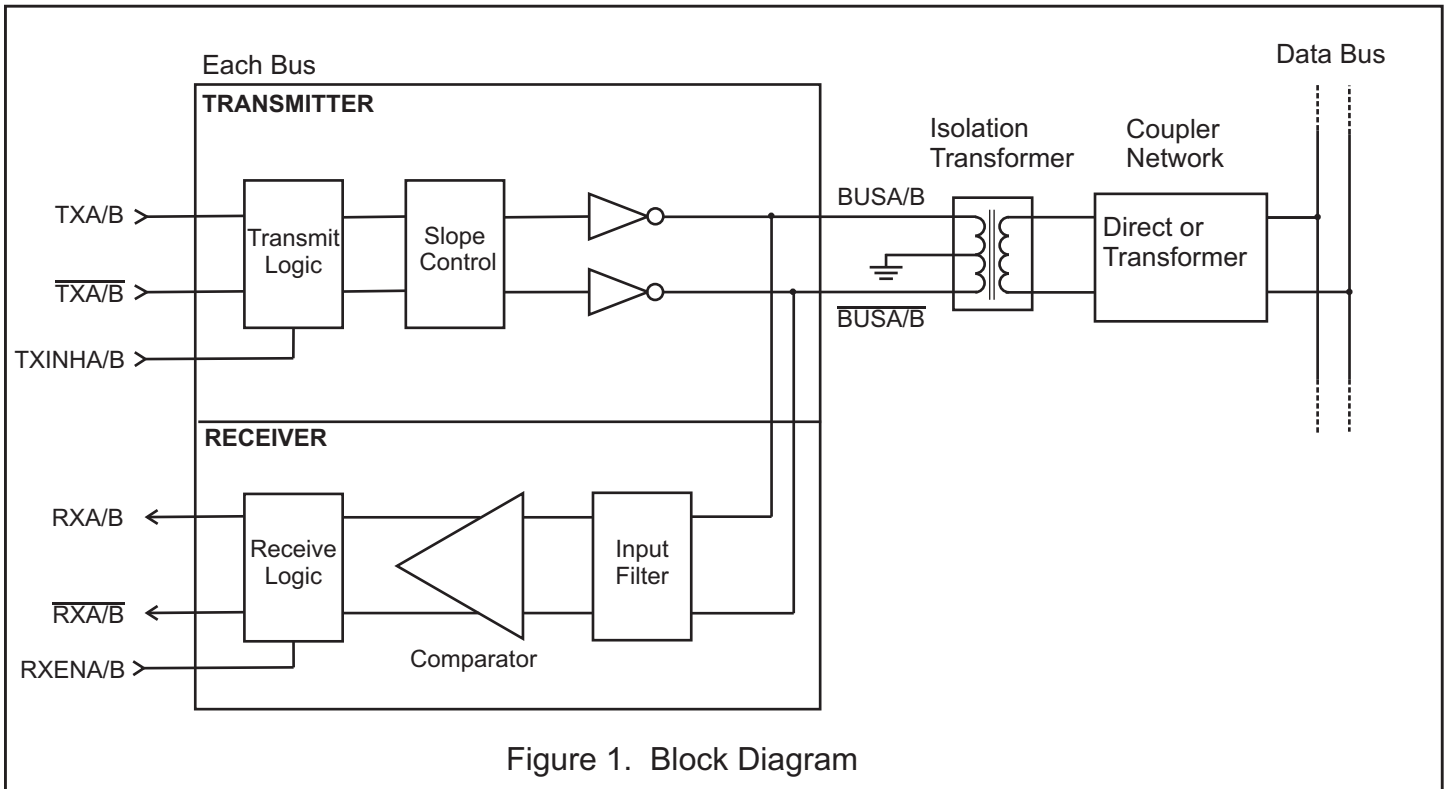 Each Bus
Data Bus
TRANSMITTER
Isolation
Transformer
Coupler
Network
TXA/B
Transmit
Logic
Slope
Control
BUSA/B
Direct or
Transformer
TXA/B
BUSA/B
TXINHA/B
RECEIVER
RXA/B
Receive
Logic
Input
Filter
RXA/B
Comparator
RXENA/B
Figure 1. Block Diagram